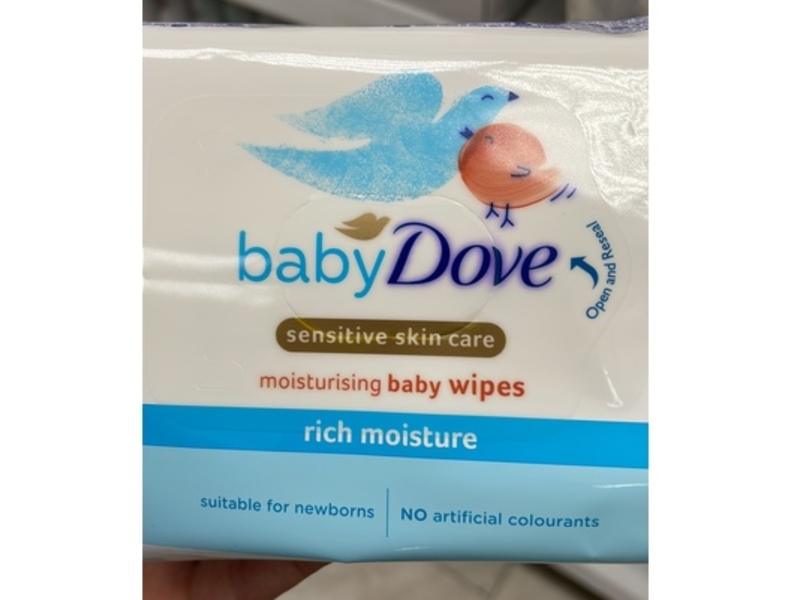 baby Dove
Open and Reseal
sensitive skin care
moisturising baby wipes
rich moisture
suitable for newborns
NO artificial colourants